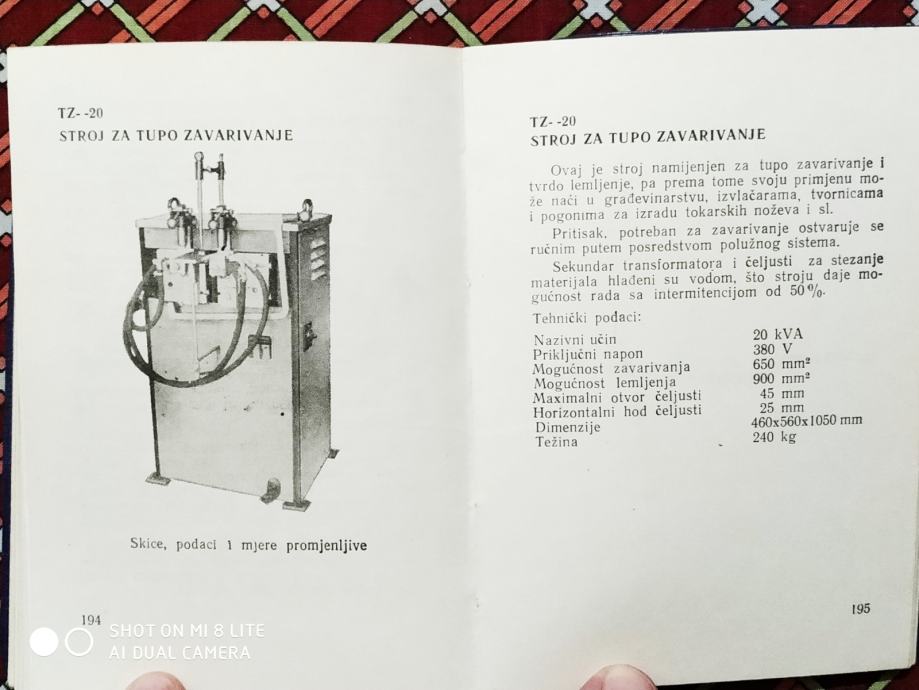 TZ--20
STROJ ZA TUPO ZAVARIVANJE
Skice, podaci 1 mjere promjenljive
194
SHOT ON MI 8 LITE
AI DUAL CAMERA
TZ--20
STROJ ZA TUPO ZAVARIVANJE
Ovaj je stroj namijenjen za tupo zavarivanje i
tvrdo lemljenje, pa prema tome svoju primjenu mo-
že naći u građevinarstvu, izvlačarama, tvornicama
i pogonima za izradu tokarskih noževa i sl.
Pritisak, potreban za zavarivanje ostvaruje se
ručnim putem posredstvom polužnog sistema.
Sekundar transformatora i čeljusti za stezanje
materijala hlađeni su vodom, što stroju daje mo-
gućnost rada sa intermitencijom od 50%.
Tehnički podaci:
Nazivni učin 20 kVA
Priključni napon 380 V
Mogućnost zavarivanja 650 mm²
Mogućnost lemljenja 900 mm²
Maximalni otvor čeljusti 45 mm
Horizontalni hod čeljusti 25 mm
Dimenzije 460x560x1050 mm
Težina 240 kg
195